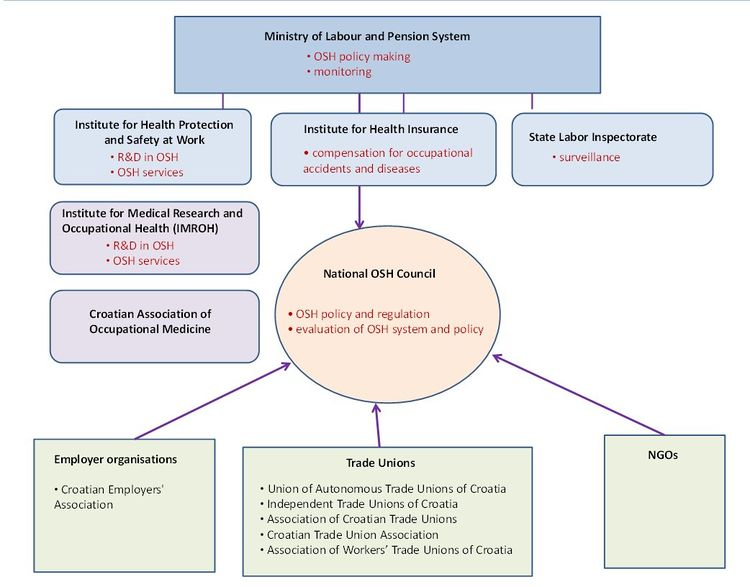 Ministry of Labour and Pension System
• OSH policy making
• monitoring
Institute for Health Protection
and Safety at Work
• R&D in OSH
• OSH services
Institute for Health Insurance
• compensation for occupational
accidents and diseases
State Labor Inspectorate
• surveillance
Institute for Medical Research and
Occupational Health (IMROH)
• R&D in OSH
• OSH services
Croatian Association of
Occupational Medicine
National OSH Council
• OSH policy and regulation
• evaluation of OSH system and policy
Employer organisations
• Croatian Employers'
Association
Trade Unions
• Union of Autonomous Trade Unions of Croatia
• Independent Trade Unions of Croatia
• Association of Croatian Trade Unions
• Croatian Trade Union Association
• Association of Workers’ Trade Unions of Croatia
NGOs